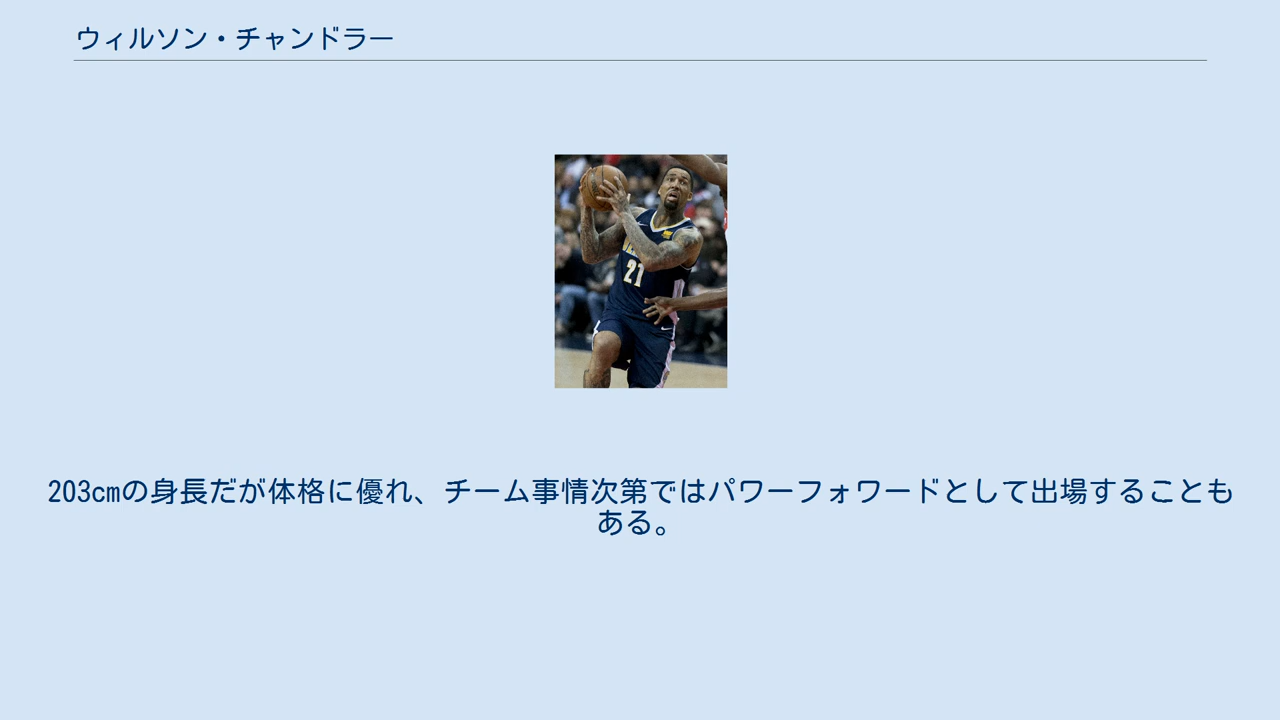 ウィルソン・チャンドラー
21
203cmの身長だが体格に優れ、チーム事情次第ではパワーフォワードとして出場することも
ある。